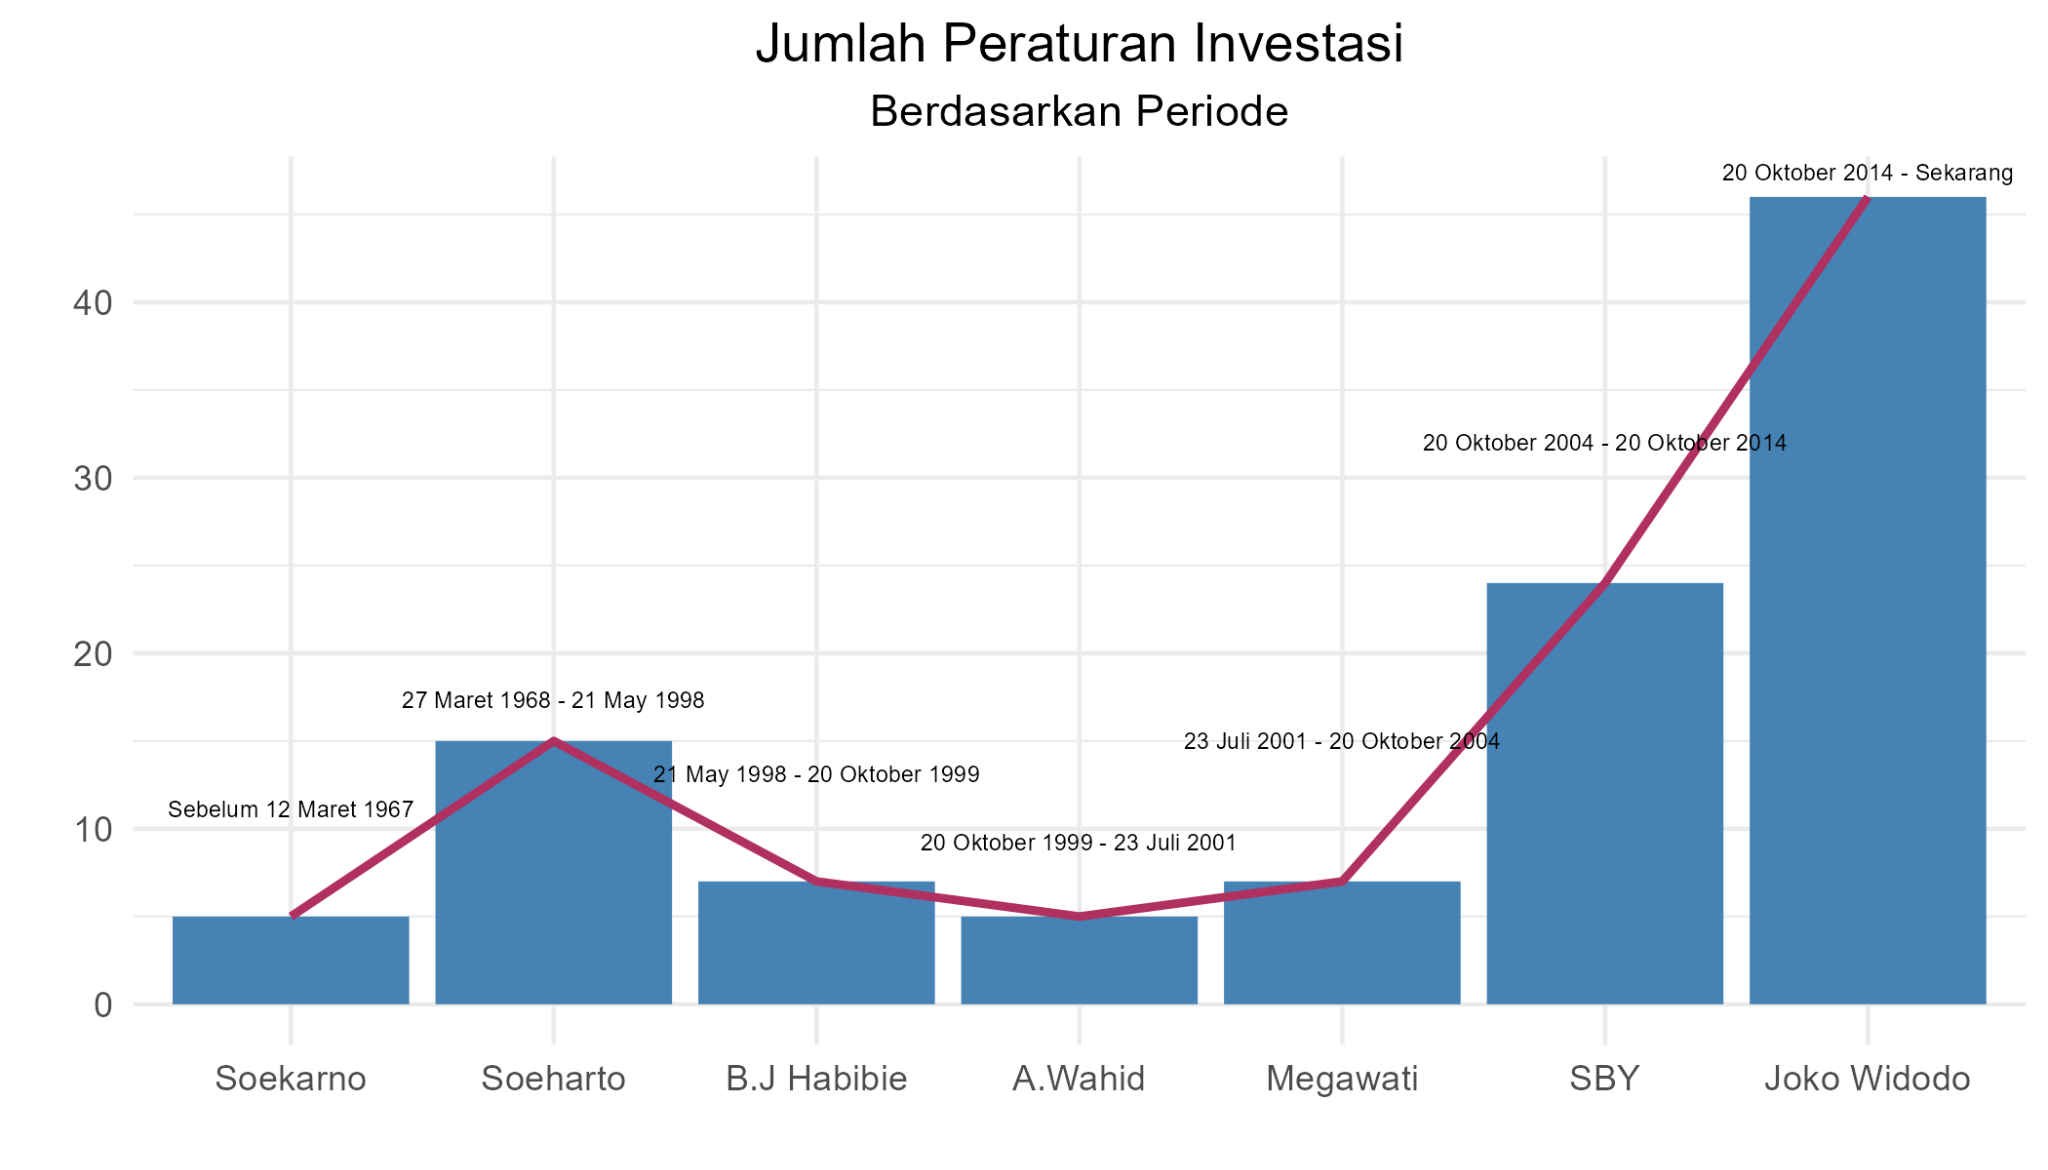 Jumlah Peraturan Investasi
Berdasarkan Periode
20 Oktober 2014 - Sekarang
40
20 Oktober 2004 - 20 Oktober 2014
30
20
27 Maret 1968 - 21 May 1998
23 Juli 2001 - 20 Oktober 2004
21 May 1998 - 20 Oktober 1999
Sebelum 12 Maret 1967
10
20 Oktober 1999 - 23 Juli 2001
0
Soekarno Soeharto B.J Habibie A.Wahid Megawati SBY Joko Widodo